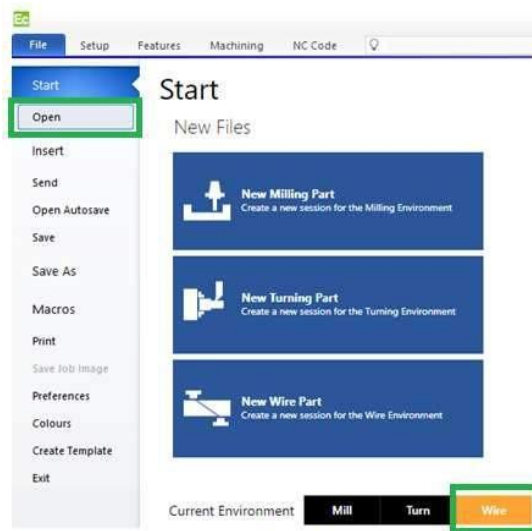 Ec
File Setup Features Machining NC Code
Start
Open
Insert
Send
Open Autosave
Save
Save As
Macros
Print
Save Job Image
Preferences
Colours
Create Template
Exit
Start
New Files
New Milling Part
Create a new session for the Milling Environment
New Turning Part
Create a new session for the Turning Environment
New Wire Part
Create a new session for the Wire Environment
Current Environment Mill Turn Wire